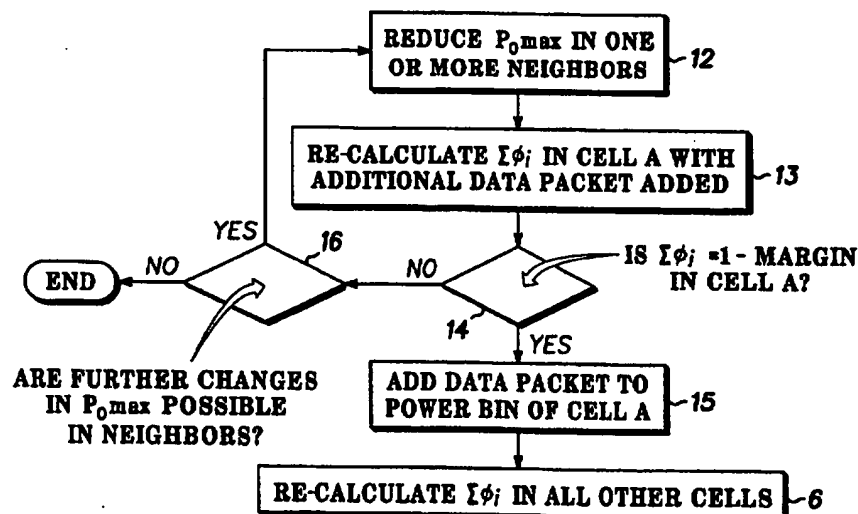 REDUCE P₀max IN ONE
OR MORE NEIGHBORS
12
RE-CALCULATE Σϕi IN CELL A WITH
ADDITIONAL DATA PACKET ADDED
13
YES
16
IS Σϕi =1 - MARGIN
IN CELL A?
END
NO
NO
14
YES
ARE FURTHER CHANGES
IN P₀max POSSIBLE
IN NEIGHBORS?
ADD DATA PACKET TO
POWER BIN OF CELL A
15
RE-CALCULATE Σϕi IN ALL OTHER CELLS
6